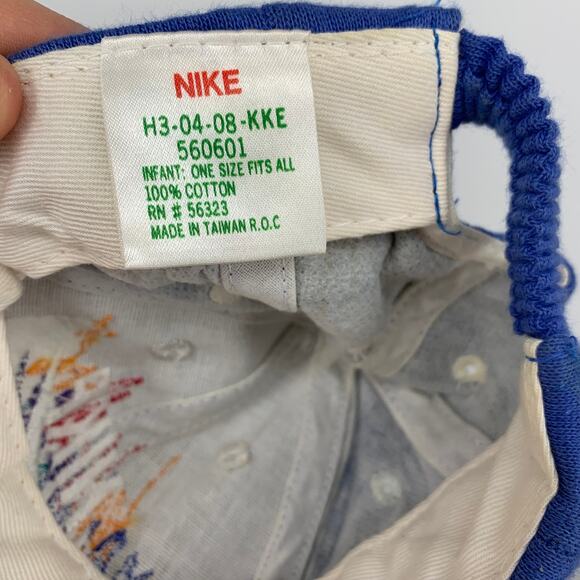 NIKE
H3-04-08-KKE
560601
INFANT: ONE SIZE FITS ALL
100% COTTON
RN # 56323
MADE IN TAIWAN R.O.C